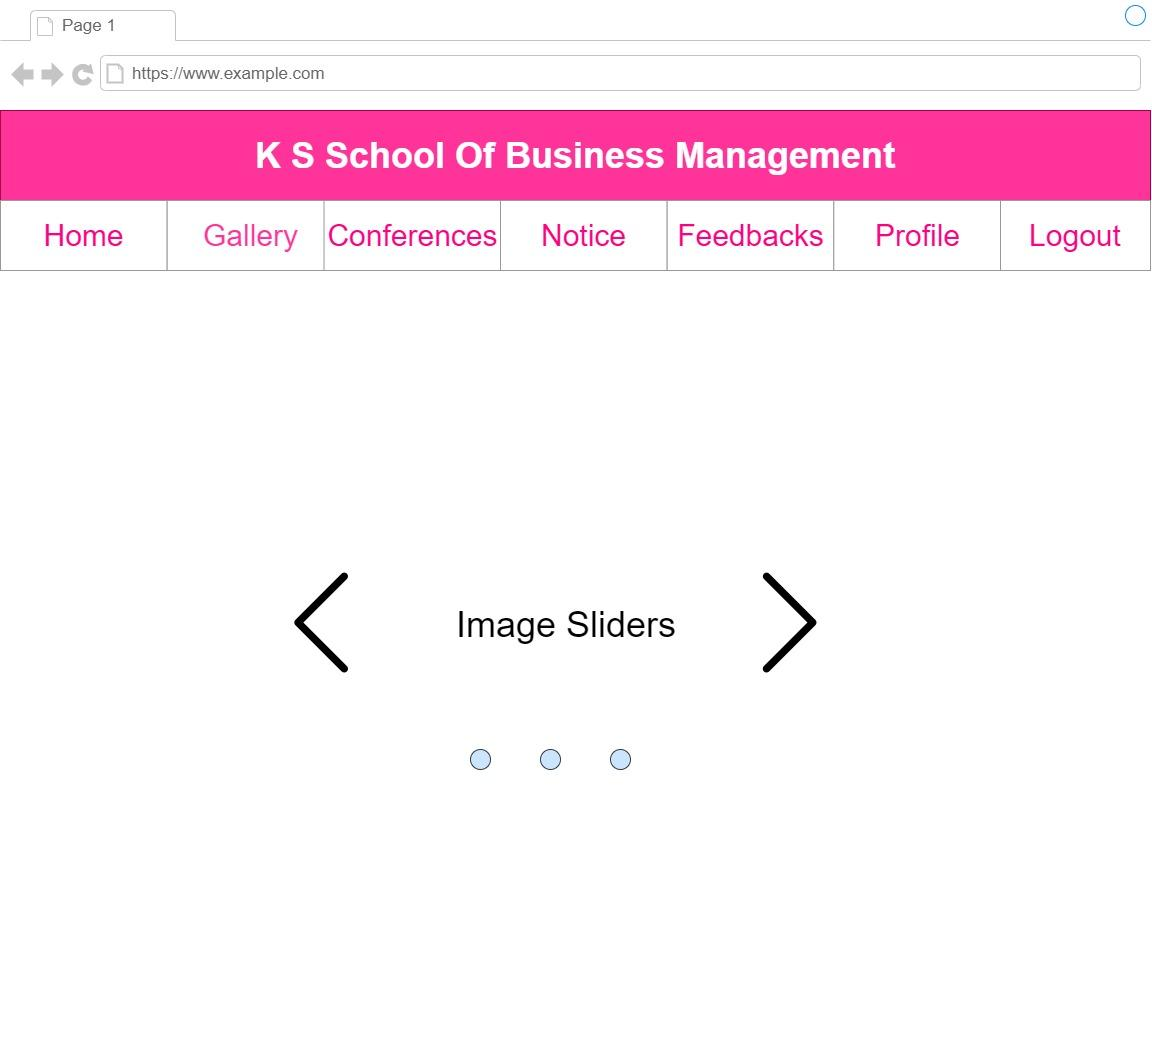 Page 1
https://www.example.com
K S School Of Business Management
Home Gallery Conferences Notice Feedbacks Profile Logout
Image Sliders